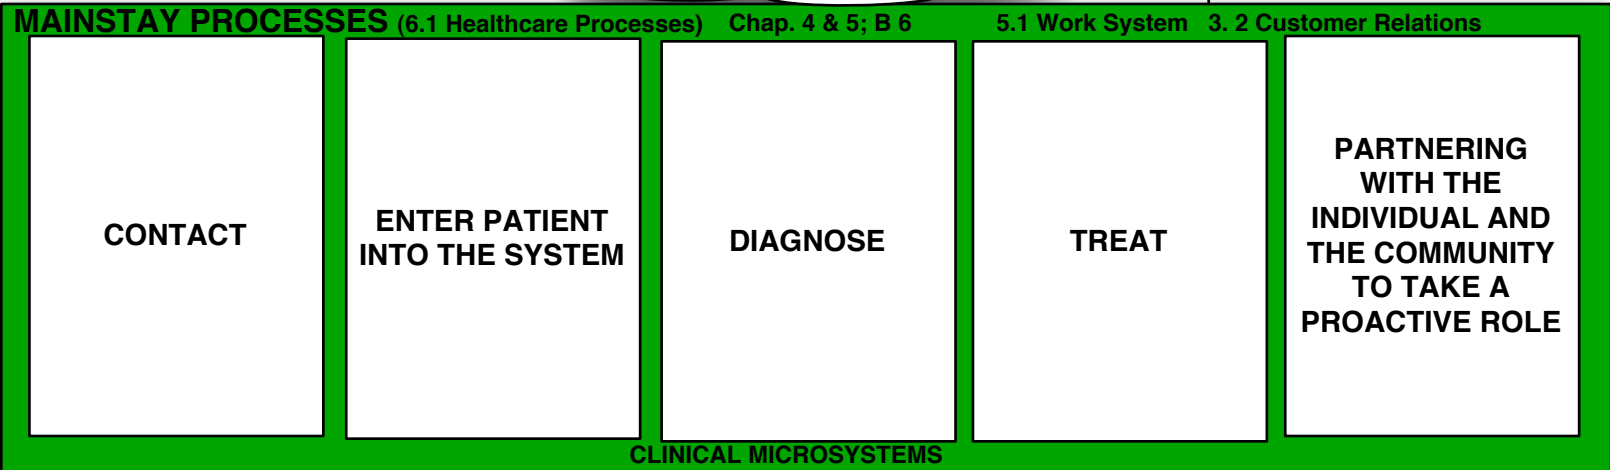 MAINSTAY PROCESSES (6.1 Healthcare Processes) Chap. 4 & 5; B 6 5.1 Work System 3. 2 Customer Relations
CONTACT
ENTER PATIENT
INTO THE SYSTEM
DIAGNOSE
TREAT
PARTNERING
WITH THE
INDIVIDUAL AND
THE COMMUNITY
TO TAKE A
PROACTIVE ROLE
CLINICAL MICROSYSTEMS